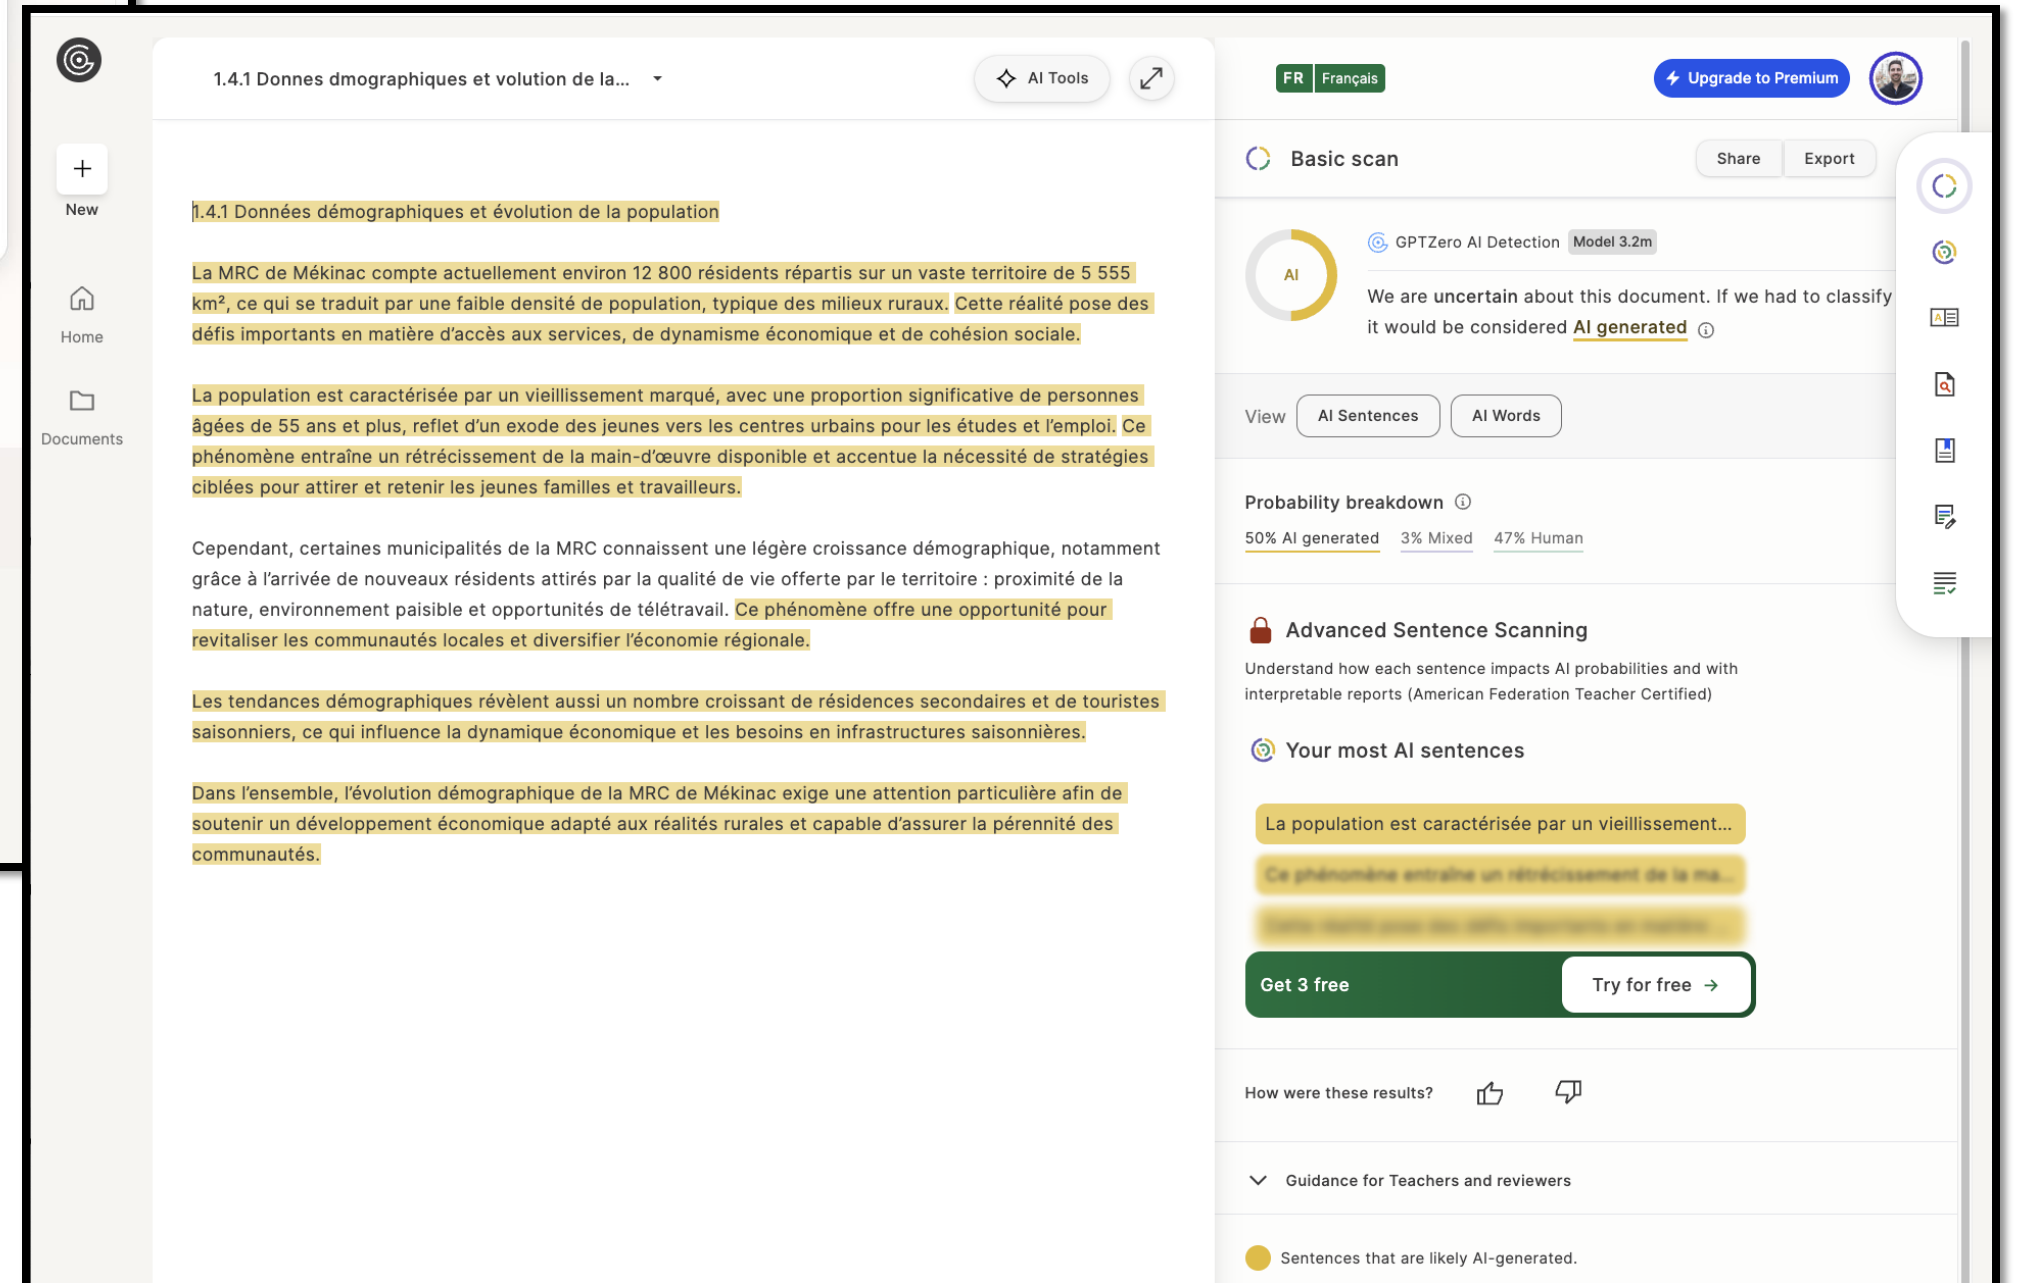 1.4.1 Donnes dmographiques et volution de la...
AI Tools
FR Français
Upgrade to Premium
New
Home
Documents
1.4.1 Données démographiques et évolution de la population
La MRC de Mékinac compte actuellement environ 12 800 résidents répartis sur un vaste territoire de 5 555
km², ce qui se traduit par une faible densité de population, typique des milieux ruraux. Cette réalité pose des
défis importants en matière d’accès aux services, de dynamisme économique et de cohésion sociale.
La population est caractérisée par un vieillissement marqué, avec une proportion significative de personnes
âgées de 55 ans et plus, reflet d’un exode des jeunes vers les centres urbains pour les études et l’emploi. Ce
phénomène entraîne un rétrécissement de la main-d’œuvre disponible et accentue la nécessité de stratégies
ciblées pour attirer et retenir les jeunes familles et travailleurs.
Cependant, certaines municipalités de la MRC connaissent une légère croissance démographique, notamment
grâce à l’arrivée de nouveaux résidents attirés par la qualité de vie offerte par le territoire : proximité de la
nature, environnement paisible et opportunités de télétravail. Ce phénomène offre une opportunité pour
revitaliser les communautés locales et diversifier l’économie régionale.
Les tendances démographiques révèlent aussi un nombre croissant de résidences secondaires et de touristes
saisonniers, ce qui influence la dynamique économique et les besoins en infrastructures saisonnières.
Dans l’ensemble, l’évolution démographique de la MRC de Mékinac exige une attention particulière afin de
soutenir un développement économique adapté aux réalités rurales et capable d’assurer la pérennité des
communautés.
Basic scan
Share
Export
AI
GPTZero AI Detection Model 3.2m
We are uncertain about this document. If we had to classify
it would be considered AI generated
View
AI Sentences
AI Words
Probability breakdown
50% AI generated 3% Mixed 47% Human
Advanced Sentence Scanning
Understand how each sentence impacts AI probabilities and with
interpretable reports (American Federation Teacher Certified)
Your most AI sentences
La population est caractérisée par un vieillissement...
Ce phénomène entraîne un rétrécissement de la ma...
Cette réalité pose des défis importants en matière ...
Get 3 free
Try for free →
How were these results?
Guidance for Teachers and reviewers
Sentences that are likely AI-generated.